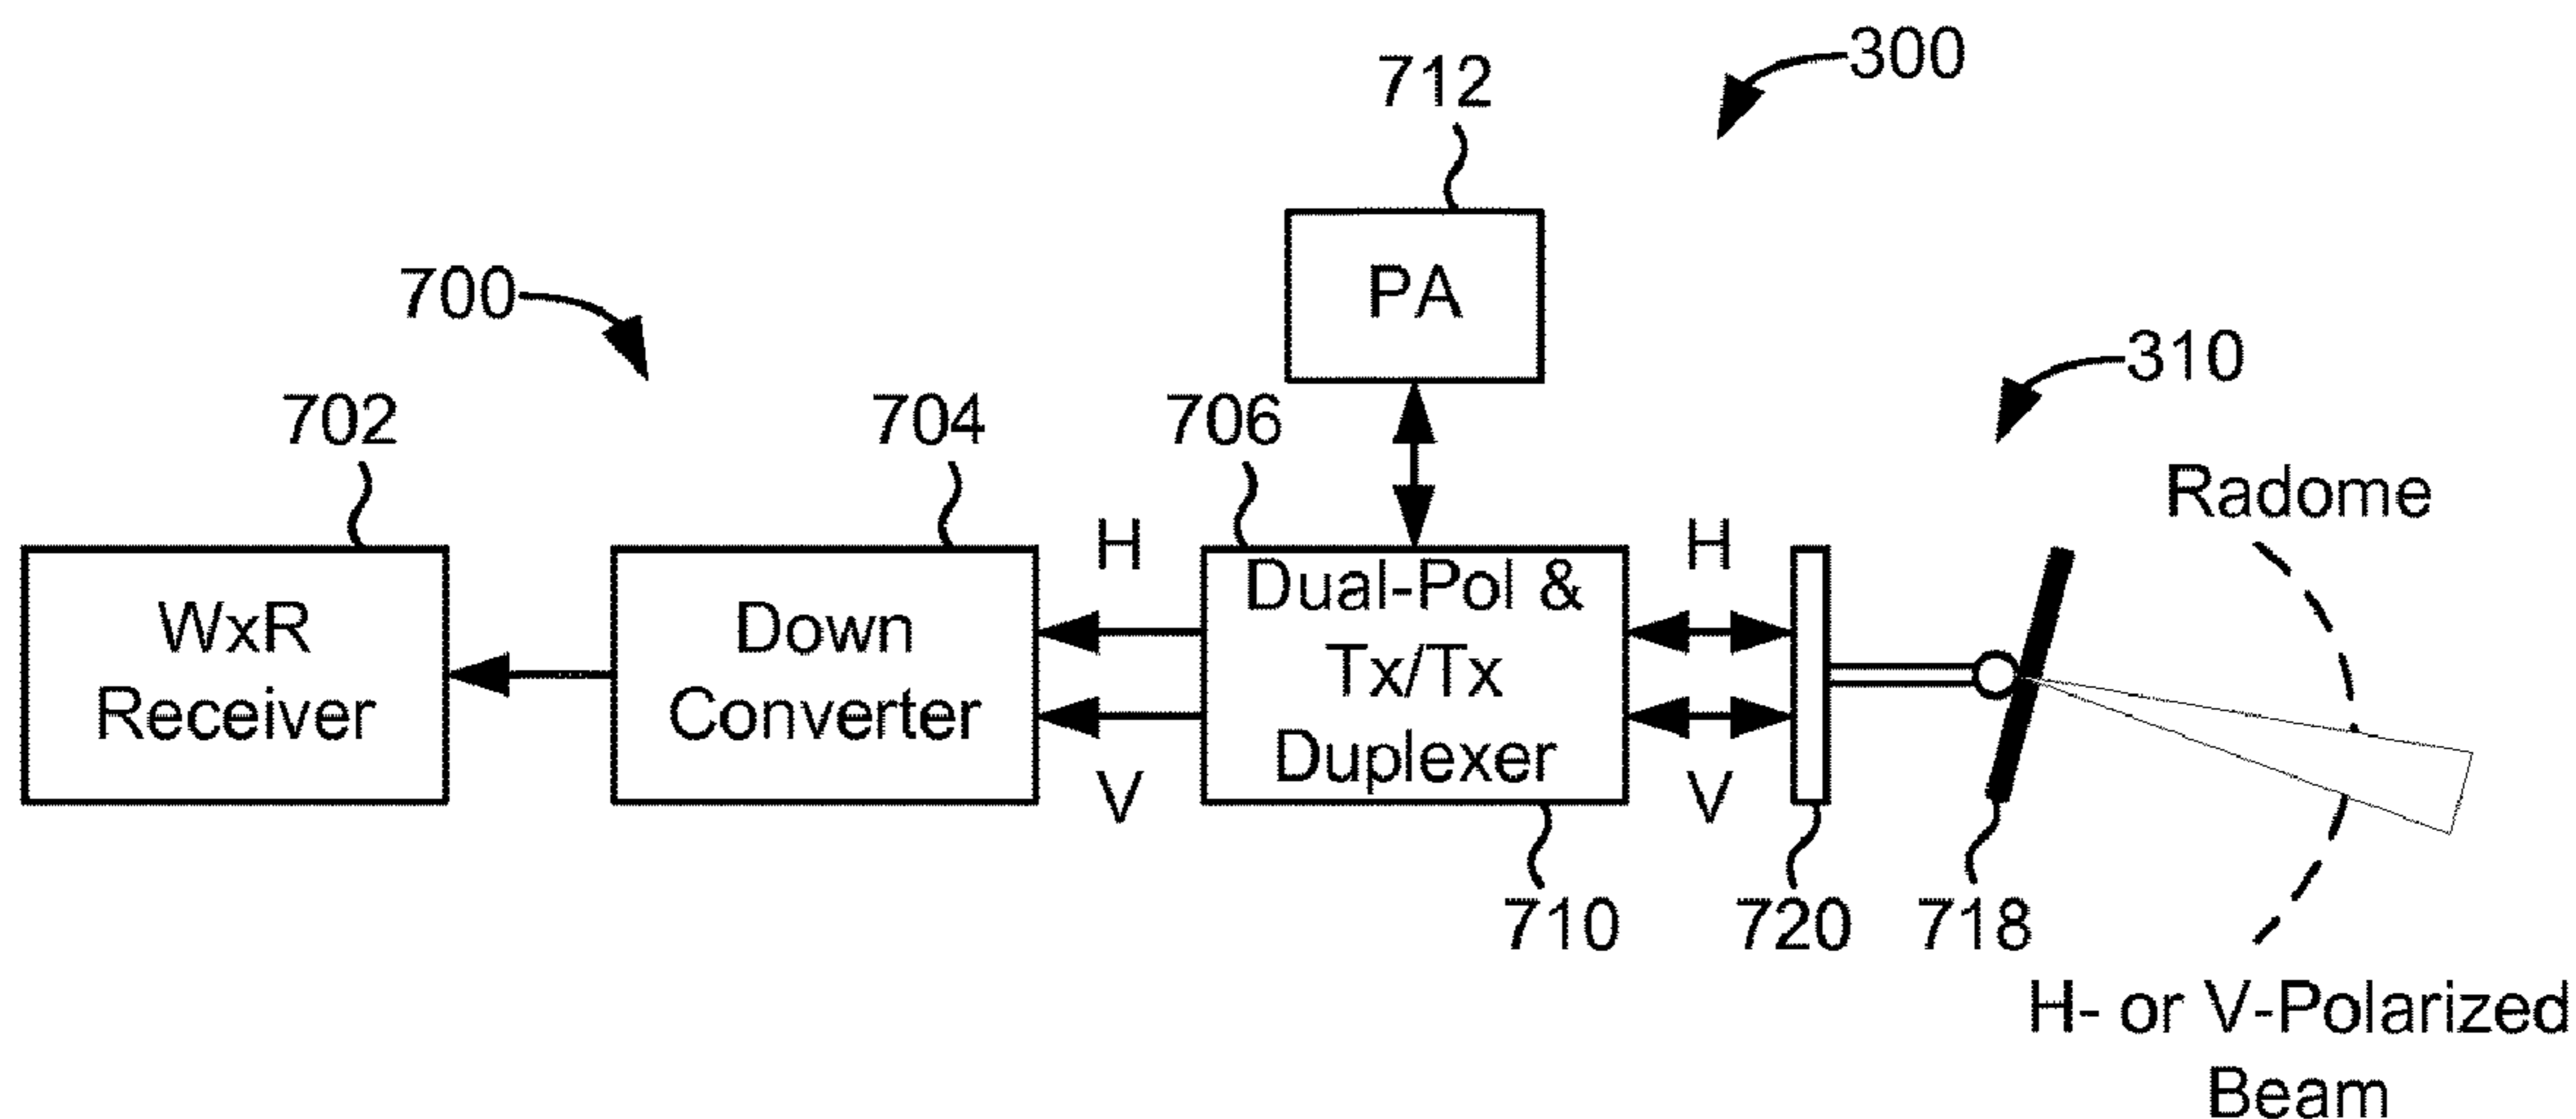 300
712
PA
700
310
702
704
706
Radome
H
H
WxR
Receiver
Down
Converter
Dual-Pol &
Tx/Tx
Duplexer
V
V
710
720
718
H- or V-Polarized
Beam